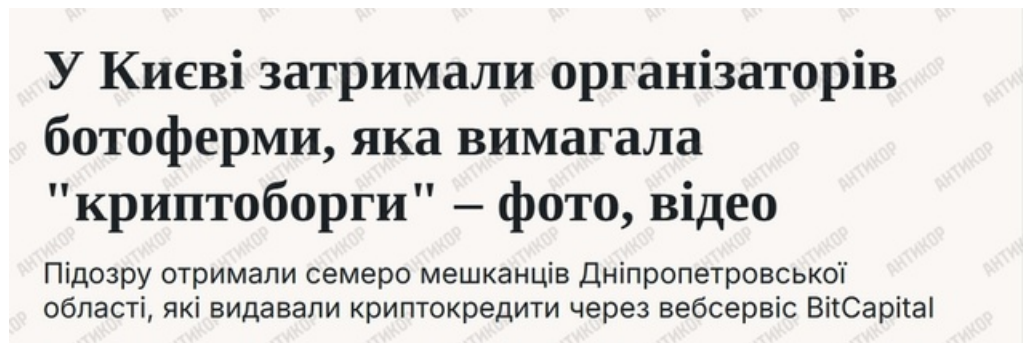 У Києві затримали організаторів
ботоферми, яка вимагала
"криптоборги" – фото, відео
Підозру отримали семеро мешканців Дніпропетровської
області, які видавали криптокредити через вебсервіс BitCapital
АНТИКОР